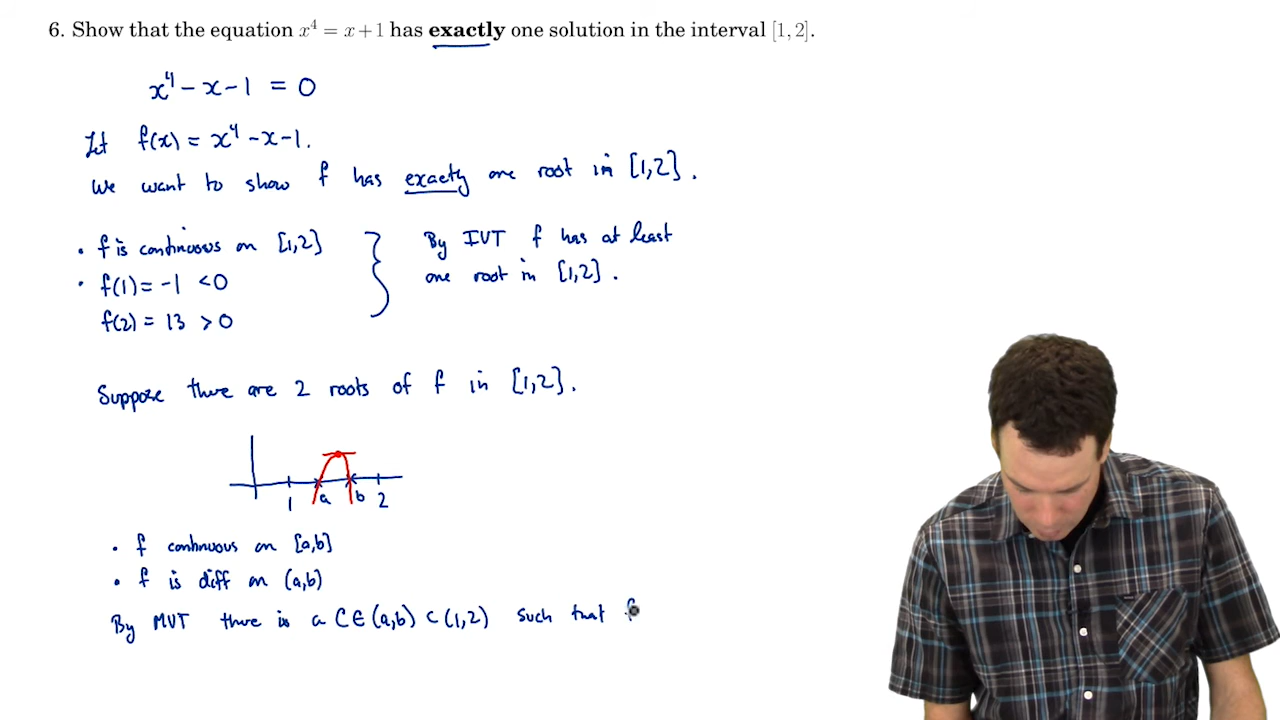 6. Show that the equation x⁴ = x + 1 has exactly one solution in the interval [1, 2].
x⁴ - x - 1 = 0
Let f(x) = x⁴ - x - 1.
We want to show f has exacty one root in [1,2].
• f is continuous on [1,2]
• f(1) = -1 < 0
f(2) = 13 > 0
} By IVT f has at least
one root in [1,2].
Suppose there are 2 roots of f in [1,2].
1 a b 2
• f continuous on [a,b]
• f is diff on (a,b)
By MVT there is a C ∈ (a,b) ⊂ (1,2) such that f